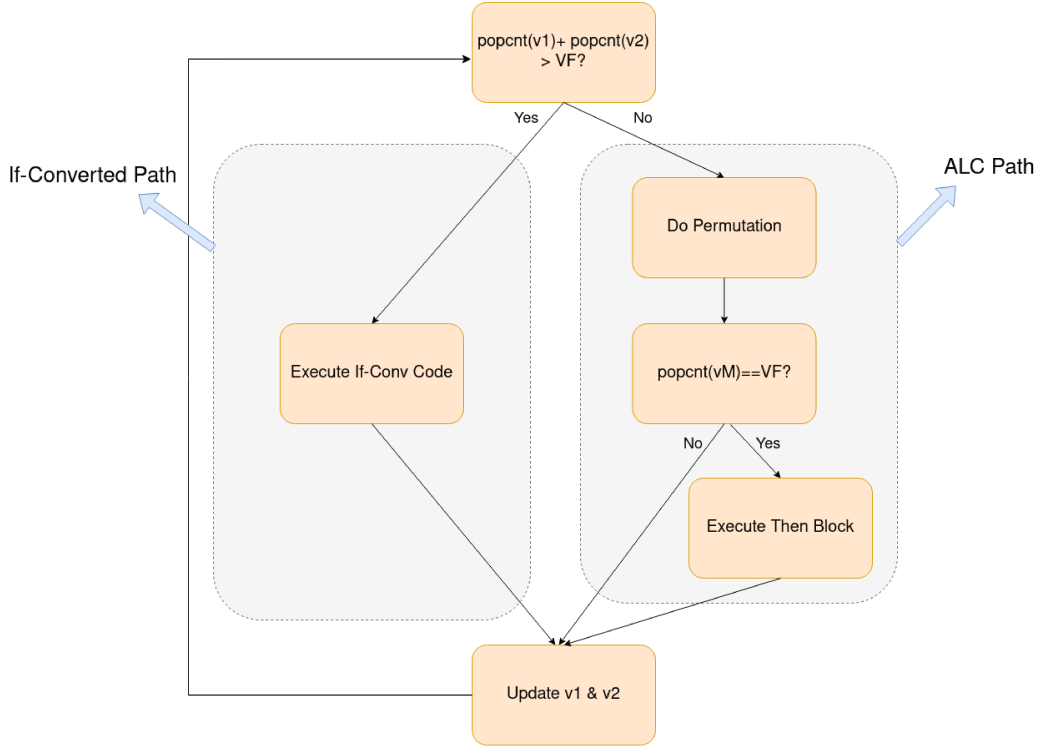 popcnt(v1)+ popcnt(v2)
> VF?
Yes
No
If-Converted Path
ALC Path
Do Permutation
Execute If-Conv Code
popcnt(vM)==VF?
No
Yes
Execute Then Block
Update v1 & v2